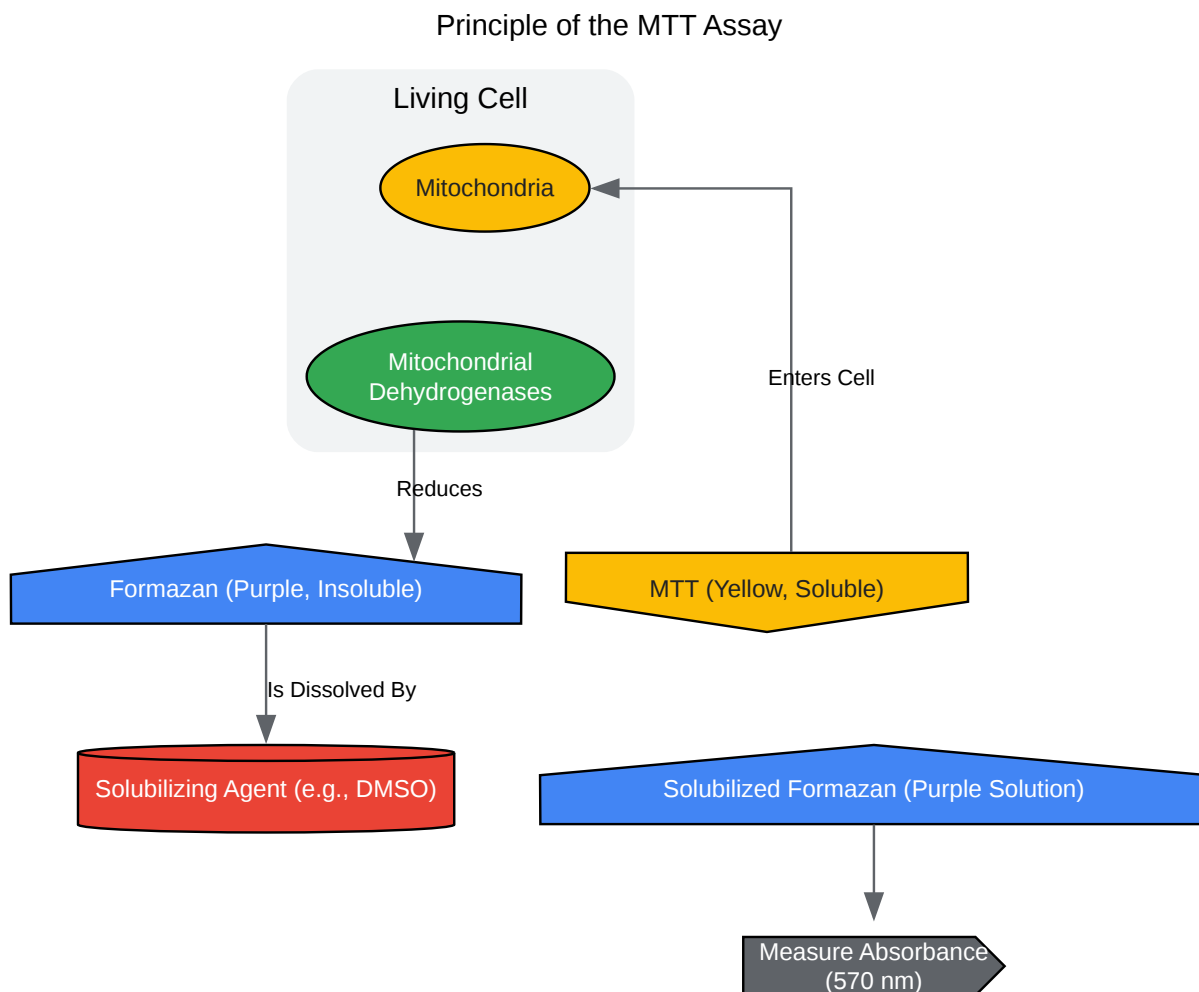 Principle of the MTT Assay
Living Cell
Mitochondria
Mitochondrial
Dehydrogenases
Enters Cell
Reduces
Formazan (Purple, Insoluble)
MTT (Yellow, Soluble)
Is Dissolved By
Solubilizing Agent (e.g., DMSO)
Solubilized Formazan (Purple Solution)
Measure Absorbance
(570 nm)